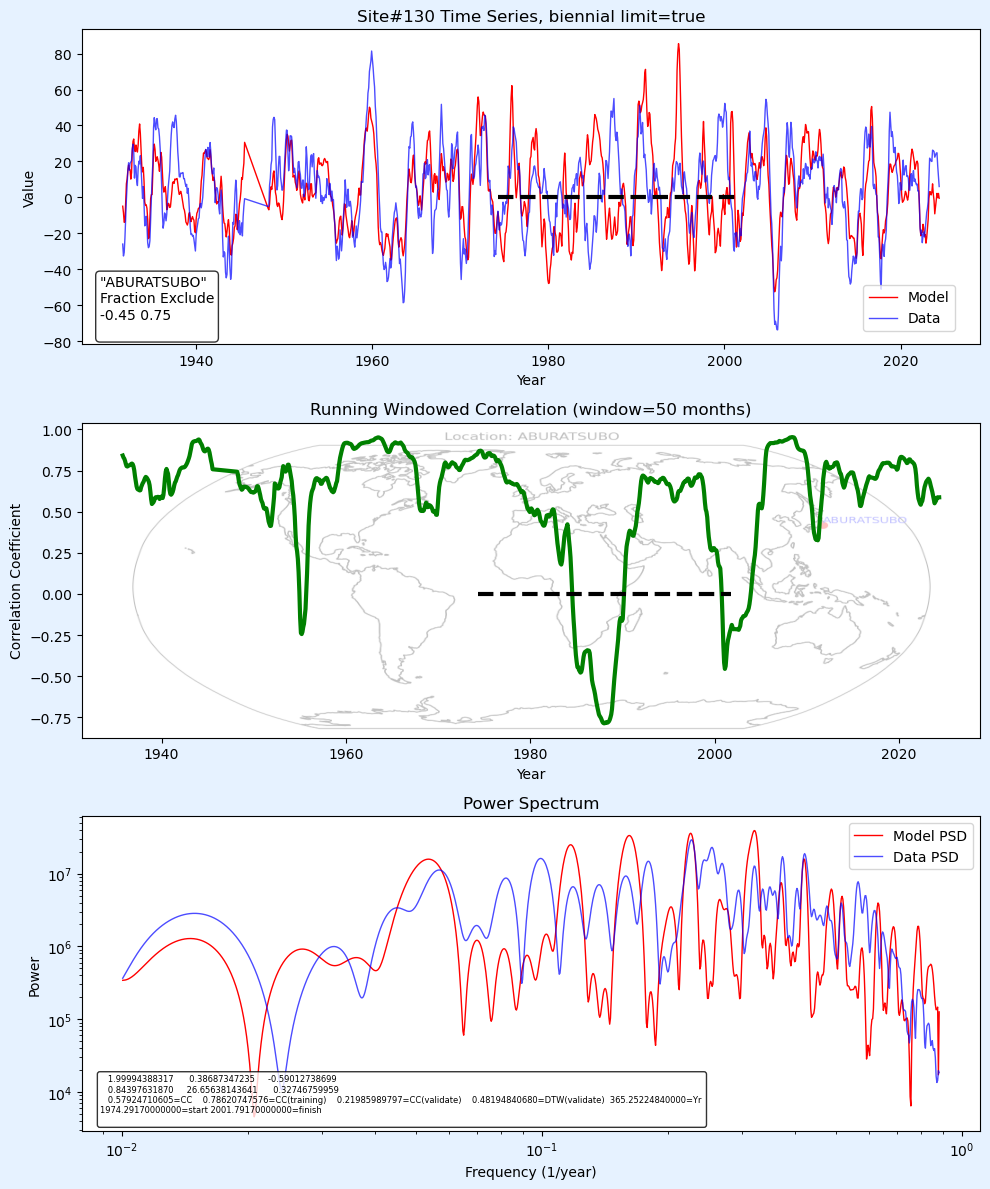 Site#130 Time Series, biennial limit=true
Value
80
60
40
20
0
-20
-40
-60
-80
"ABURATSUBO"
Fraction Exclude
-0.45 0.75
Model
Data
1940 1960 1980 2000 2020
Year
Running Windowed Correlation (window=50 months)
Location: ABURATSUBO
ABURATSUBO
Correlation Coefficient
1.00
0.75
0.50
0.25
0.00
-0.25
-0.50
-0.75
1940 1960 1980 2000 2020
Year
Power Spectrum
Model PSD
Data PSD
Power
10^7
10^6
10^5
10^4
1.99994388317 0.38687347235 -0.59012738699
0.84397631870 26.65638143641 0.32746759959
0.57924710605=CC 0.78620747576=CC(training) 0.21985989797=CC(validate) 0.48194840680=DTW(validate) 365.25224840000=Yr
1974.29170000000=start 2001.79170000000=finish
10^-2 10^-1 10^0
Frequency (1/year)